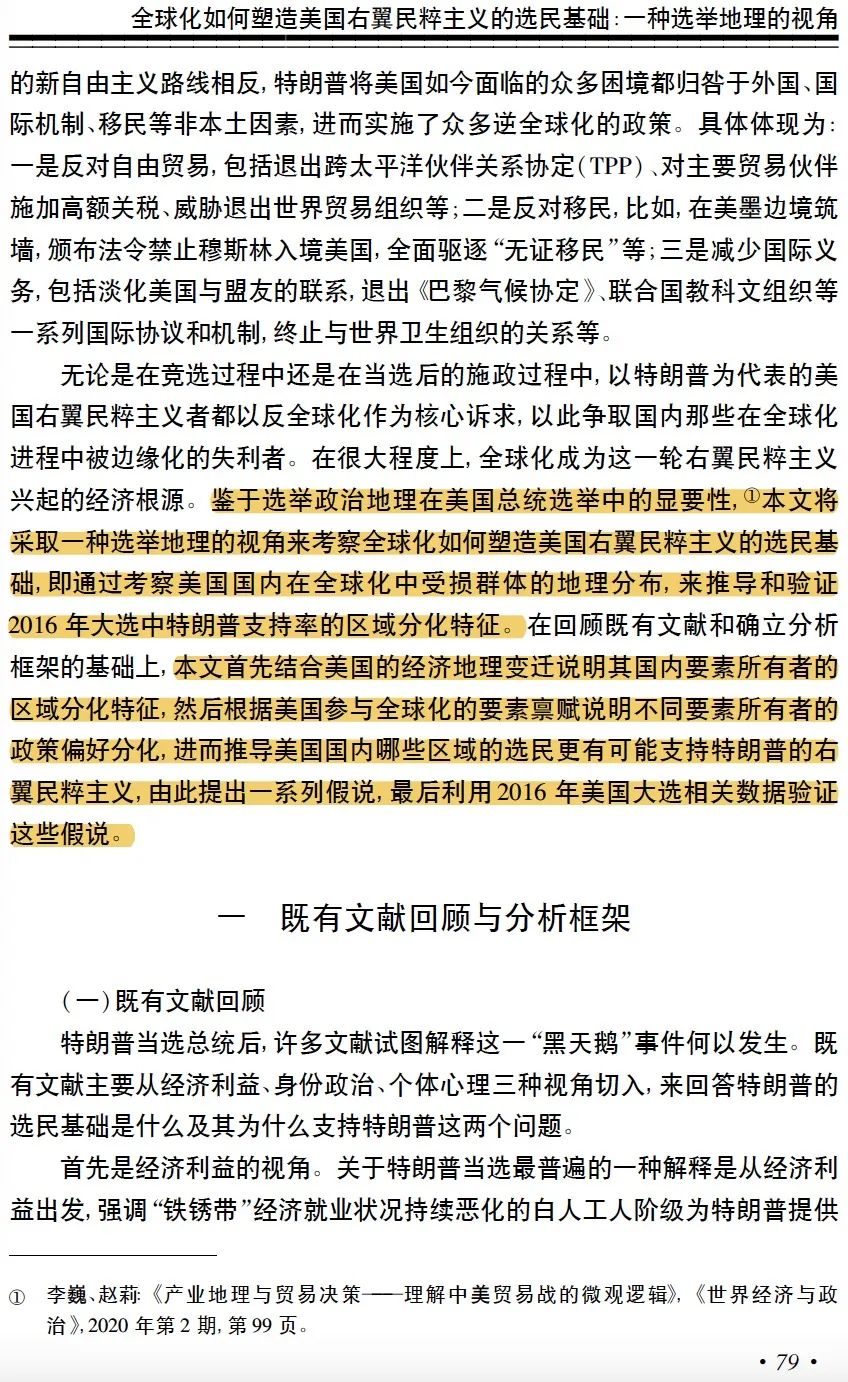 全球化如何塑造美国右翼民粹主义的选民基础:一种选举地理的视角
的新自由主义路线相反,特朗普将美国如今面临的众多困境都归咎于外国、国
际机制、移民等非本土因素,进而实施了众多逆全球化的政策。具体体现为:
一是反对自由贸易,包括退出跨太平洋伙伴关系协定(TPP)、对主要贸易伙伴
施加高额关税、威胁退出世界贸易组织等;二是反对移民,比如,在美墨边境筑
墙,颁布法令禁止穆斯林入境美国,全面驱逐“无证移民”等;三是减少国际义
务,包括淡化美国与盟友的联系,退出《巴黎气候协定》、联合国教科文组织等
一系列国际协议和机制,终止与世界卫生组织的关系等。
无论是在竞选过程中还是在当选后的施政过程中,以特朗普为代表的美
国右翼民粹主义者都以反全球化作为核心诉求,以此争取国内那些在全球化
进程中被边缘化的失利者。在很大程度上,全球化成为这一轮右翼民粹主义
兴起的经济根源。鉴于选举政治地理在美国总统选举中的显要性,①本文将
采取一种选举地理的视角来考察全球化如何塑造美国右翼民粹主义的选民基
础,即通过考察美国国内在全球化中受损群体的地理分布,来推导和验证
2016 年大选中特朗普支持率的区域分化特征。在回顾既有文献和确立分析
框架的基础上,本文首先结合美国的经济地理变迁说明其国内要素所有者的
区域分化特征,然后根据美国参与全球化的要素禀赋说明不同要素所有者的
政策偏好分化,进而推导美国国内哪些区域的选民更有可能支持特朗普的右
翼民粹主义,由此提出一系列假说,最后利用 2016 年美国大选相关数据验证
这些假说。
一 既有文献回顾与分析框架
(一)既有文献回顾
特朗普当选总统后,许多文献试图解释这一“黑天鹅”事件何以发生。既
有文献主要从经济利益、身份政治、个体心理三种视角切入,来回答特朗普的
选民基础是什么及其为什么支持特朗普这两个问题。
首先是经济利益的视角。关于特朗普当选最普遍的一种解释是从经济利
益出发,强调“铁锈带”经济就业状况持续恶化的白人工人阶级为特朗普提供
① 李巍、赵莉:《产业地理与贸易决策——理解中美贸易战的微观逻辑》,《世界经济与政
治》,2020 年第 2 期,第 99 页。
· 79 ·